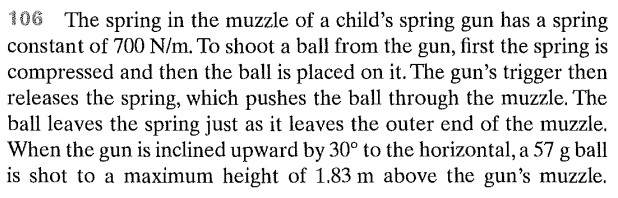 106 The spring in the muzzle of a child's spring gun has a spring
constant of 700 N/m. To shoot a ball from the gun, first the spring is
compressed and then the ball is placed on it. The gun's trigger then
releases the spring, which pushes the ball through the muzzle. The
ball leaves the spring just as it leaves the outer end of the muzzle.
When the gun is inclined upward by 30° to the horizontal, a 57 g ball
is shot to a maximum height of 1.83 m above the gun's muzzle.